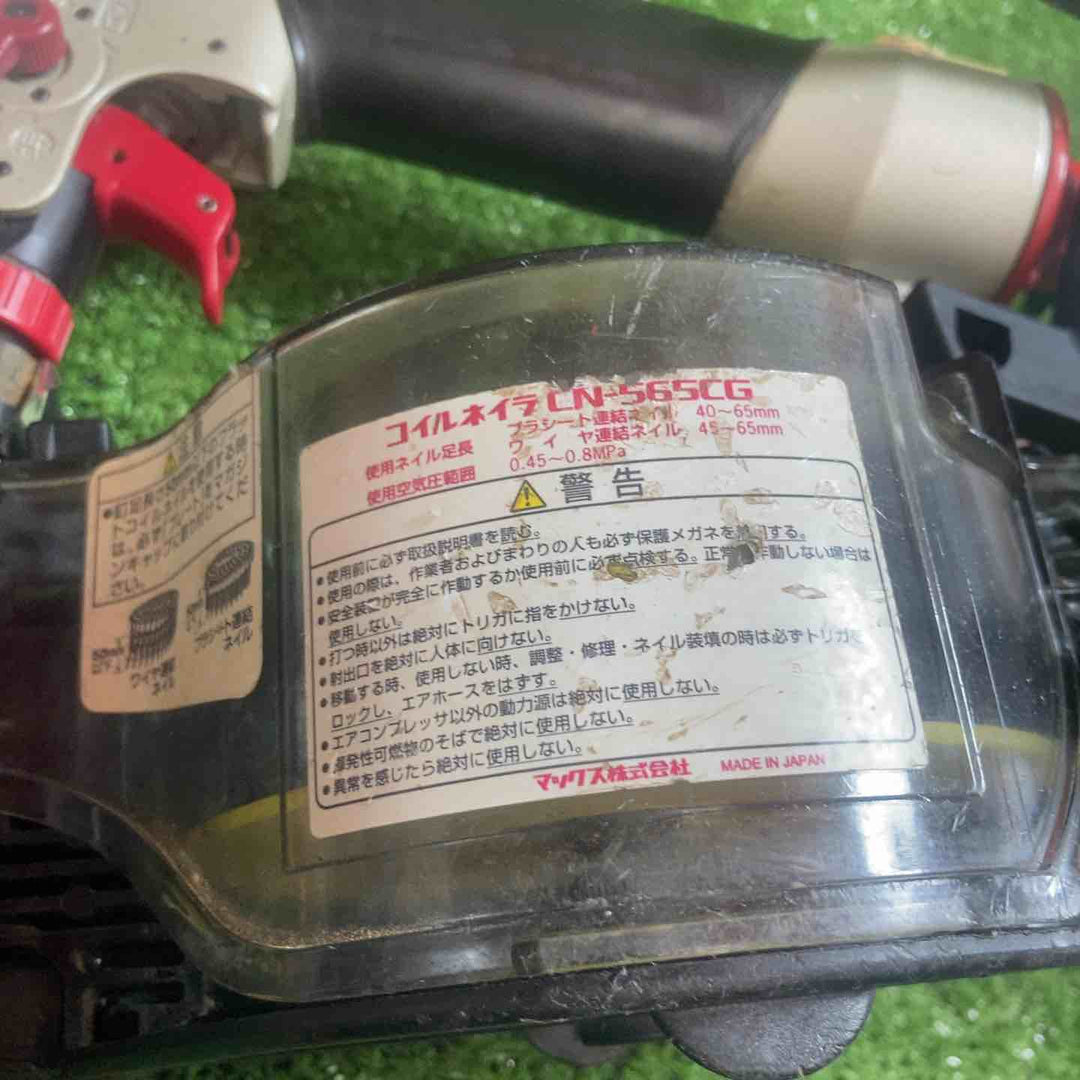 コイルネイラ CN-565CG
使用ネイル足長 プラシート連結ネイル 40～65mm
ワイヤ連結ネイル 45～65mm
使用空気圧範囲 0.45～0.8MPa
警告
●使用前に必ず取扱説明書を読む。
●使用の際は、作業者およびまわりの人も必ず保護メガネを着用する。
●安全装置が完全に作動するか使用前に必ず点検する。正常に作動しない場合は
使用しない。
●打つ時以外は絶対にトリガに指をかけない。
●射出口を絶対に人体に向けない。
●移動する時、使用しない時、調整・修理・ネイル装填の時は必ずトリガを
ロックし、エアホースをはずす。
●エアコンプレッサ以外の動力源は絶対に使用しない。
●揮発性可燃物のそばで絶対に使用しない。
●異常を感じたら絶対に使用しない。
マックス株式会社 MADE IN JAPAN
さい。
プラシート連結
ネイル
ワイヤ連結
ネイル